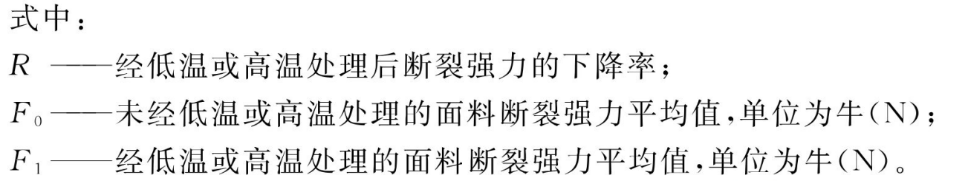 式中：
R ——经低温或高温处理后断裂强力的下降率；
F₀——未经低温或高温处理的面料断裂强力平均值，单位为牛(N)；
F₁——经低温或高温处理的面料断裂强力平均值，单位为牛(N)。